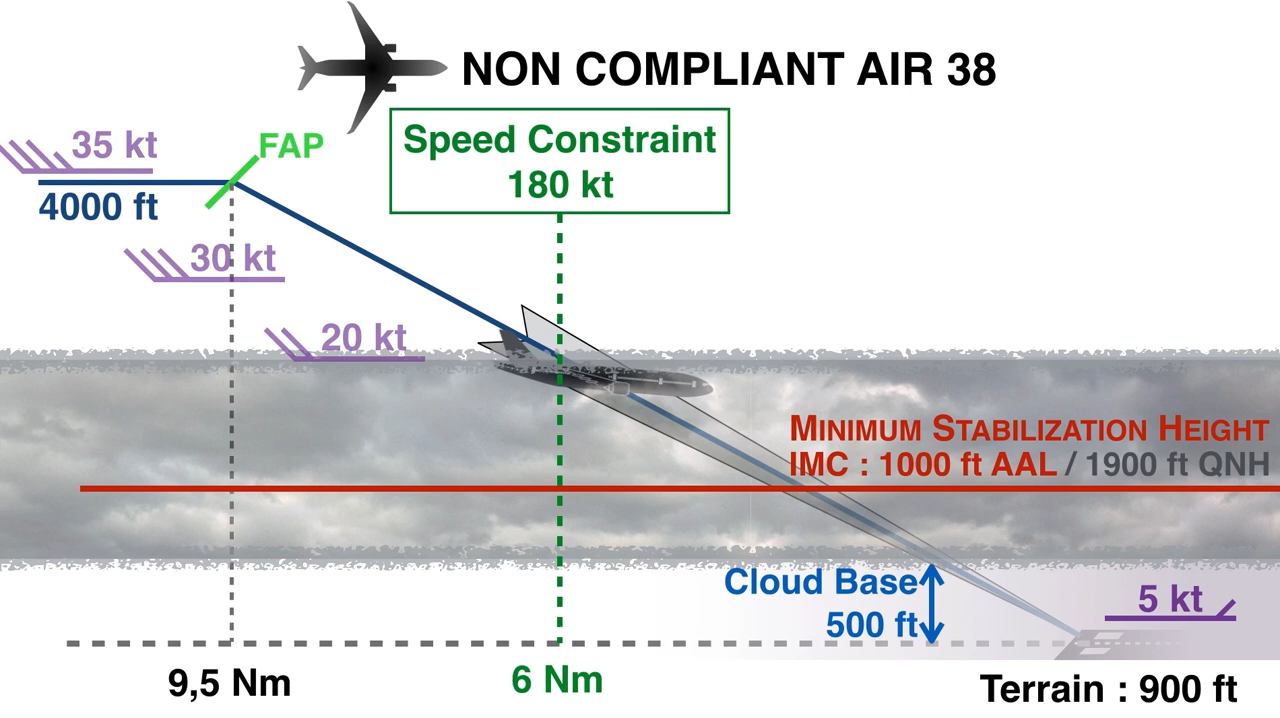 NON COMPLIANT AIR 38
Speed Constraint
180 kt
35 kt
FAP
4000 ft
30 kt
20 kt
MINIMUM STABILIZATION HEIGHT
IMC : 1000 ft AAL / 1900 ft QNH
Cloud Base
500 ft
5 kt
9,5 Nm
6 Nm
Terrain : 900 ft